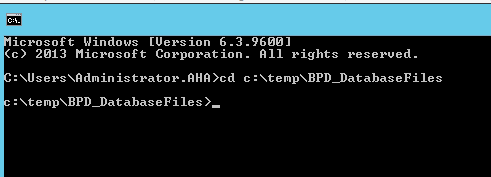 Microsoft Windows [Version 6.3.9600]
(c) 2013 Microsoft Corporation. All rights reserved.
C:\Users\Administrator.AHA>cd c:\temp\BPD_DatabaseFiles
c:\temp\BPD_DatabaseFiles>_